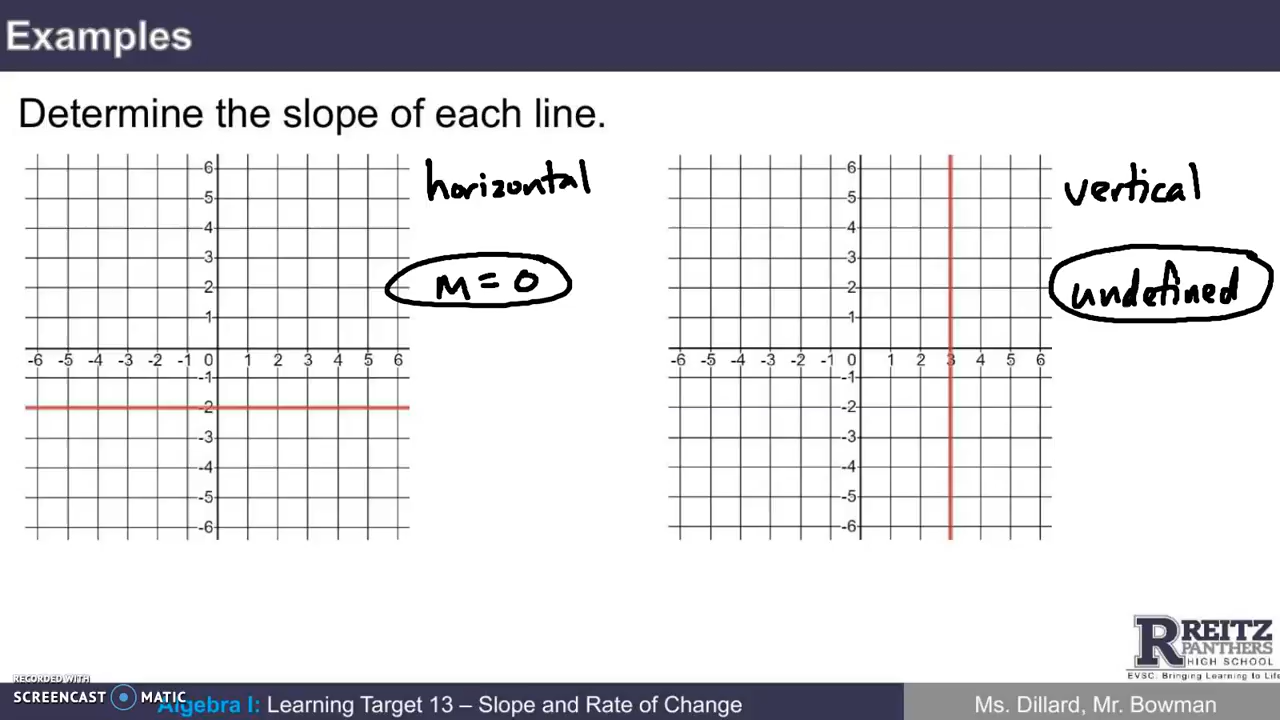 Examples
Determine the slope of each line.
horizontal
m = 0
6
5
4
3
2
1
-6 -5 -4 -3 -2 -1 0 1 2 3 4 5 6
-1
-2
-3
-4
-5
-6
vertical
undefined
6
5
4
3
2
1
-6 -5 -4 -3 -2 -1 0 1 2 3 4 5 6
-1
-2
-3
-4
-5
-6
R REITZ
PANTHERS
HIGH SCHOOL
EVSC: Bringing Learning to Life
RECORDED WITH
SCREENCAST MATIC
Algebra I: Learning Target 13 – Slope and Rate of Change
Ms. Dillard, Mr. Bowman